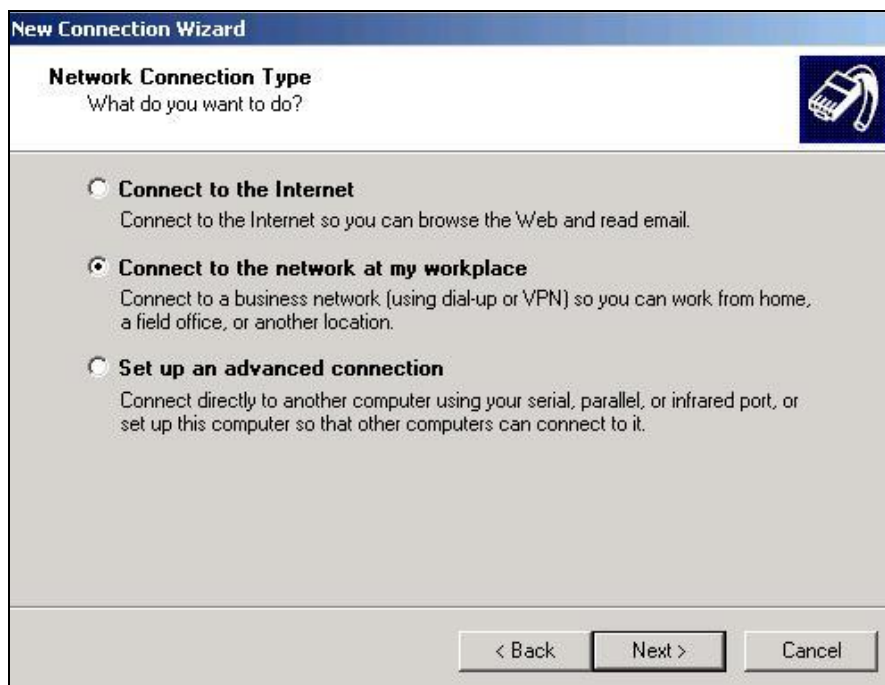 New Connection Wizard
Network Connection Type
What do you want to do?
Connect to the Internet
Connect to the Internet so you can browse the Web and read email.
Connect to the network at my workplace
Connect to a business network (using dial-up or VPN) so you can work from home,
a field office, or another location.
Set up an advanced connection
Connect directly to another computer using your serial, parallel, or infrared port, or
set up this computer so that other computers can connect to it.
< Back
Next >
Cancel